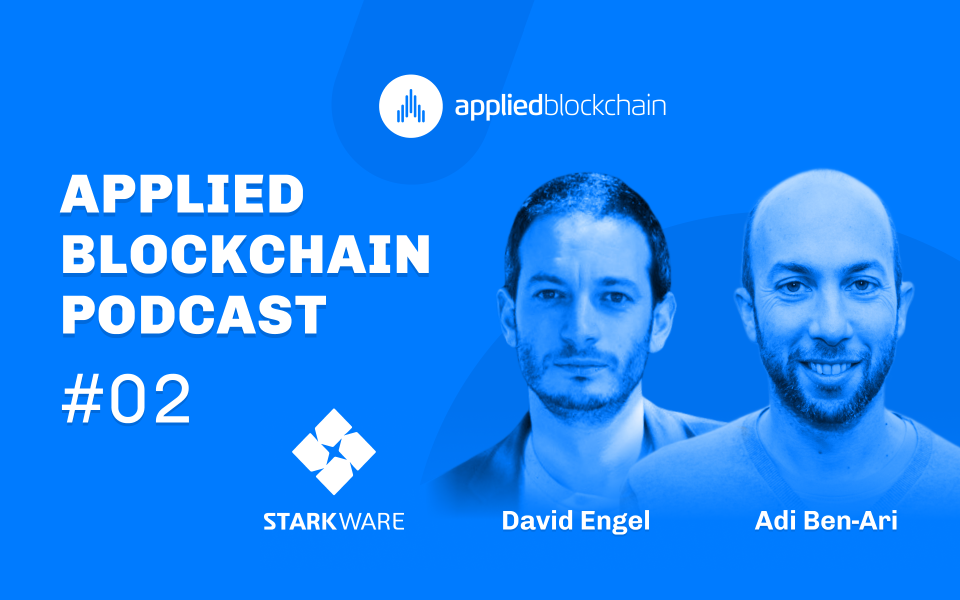 appliedblockchain
APPLIED
BLOCKCHAIN
PODCAST
#02
STARKWARE
David Engel
Adi Ben-Ari